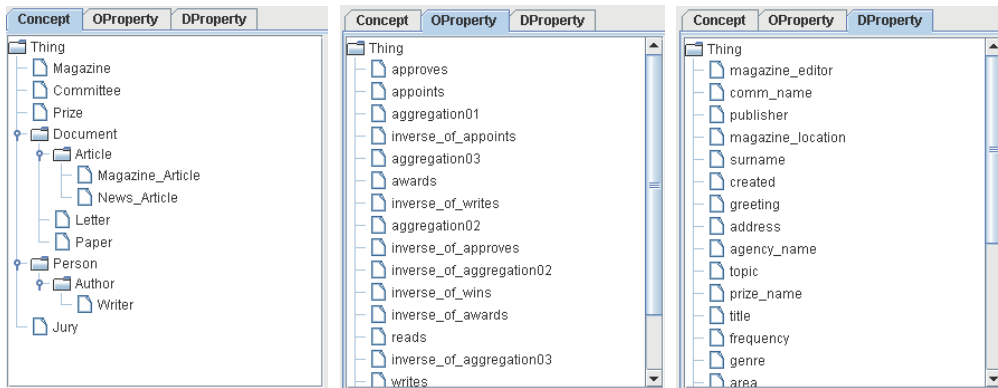 Concept OProperty DProperty
Thing
Magazine
Committee
Prize
Document
Article
Magazine_Article
News_Article
Letter
Paper
Person
Author
Writer
Jury
Concept OProperty DProperty
Thing
approves
appoints
aggregation01
inverse_of_appoints
aggregation03
awards
inverse_of_writes
aggregation02
inverse_of_approves
inverse_of_aggregation02
inverse_of_wins
inverse_of_awards
reads
inverse_of_aggregation03
writes
Concept OProperty DProperty
Thing
magazine_editor
comm_name
publisher
magazine_location
surname
created
greeting
address
agency_name
topic
prize_name
title
frequency
genre
area